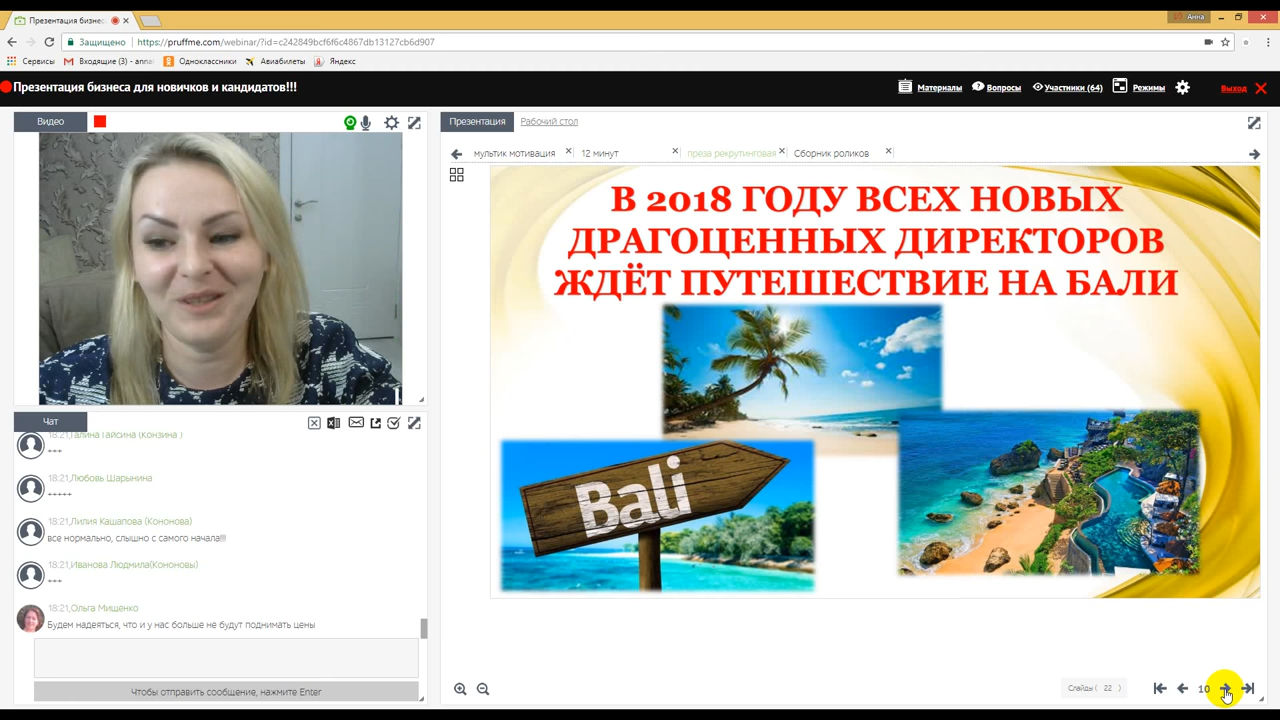 Презентация бизнес
Анна
Защищено
https://pruffme.com/webinar/?id=c242849bcf6f6c4867db13127cb6d907
Сервисы
Входящие (3) - anna
Одноклассники
Авиабилеты
Яндекс
Презентация бизнеса для новичков и кандидатов!!!
Материалы
Вопросы
Участники (64)
Режимы
Выход
Видео
Презентация
Рабочий стол
мультик мотивация
12 минут
преза рекрутинговая
Сборник роликов
В 2018 ГОДУ ВСЕХ НОВЫХ
ДРАГОЦЕННЫХ ДИРЕКТОРОВ
ЖДЁТ ПУТЕШЕСТВИЕ НА БАЛИ
Bali
Чат
18:21,Галина Гайсина (Конзина )
+++
18:21,Любовь Шарынина
+++++
18:21,Лилия Кашапова (Кононова)
все нормально, слышно с самого начала!!!
18:21,Иванова Людмила(Кононовы)
+++
18:21,Ольга Мищенко
Будем надеяться, что и у нас больше не будут поднимать цены
Чтобы отправить сообщение, нажмите Enter
Слайды ( 22 )
10